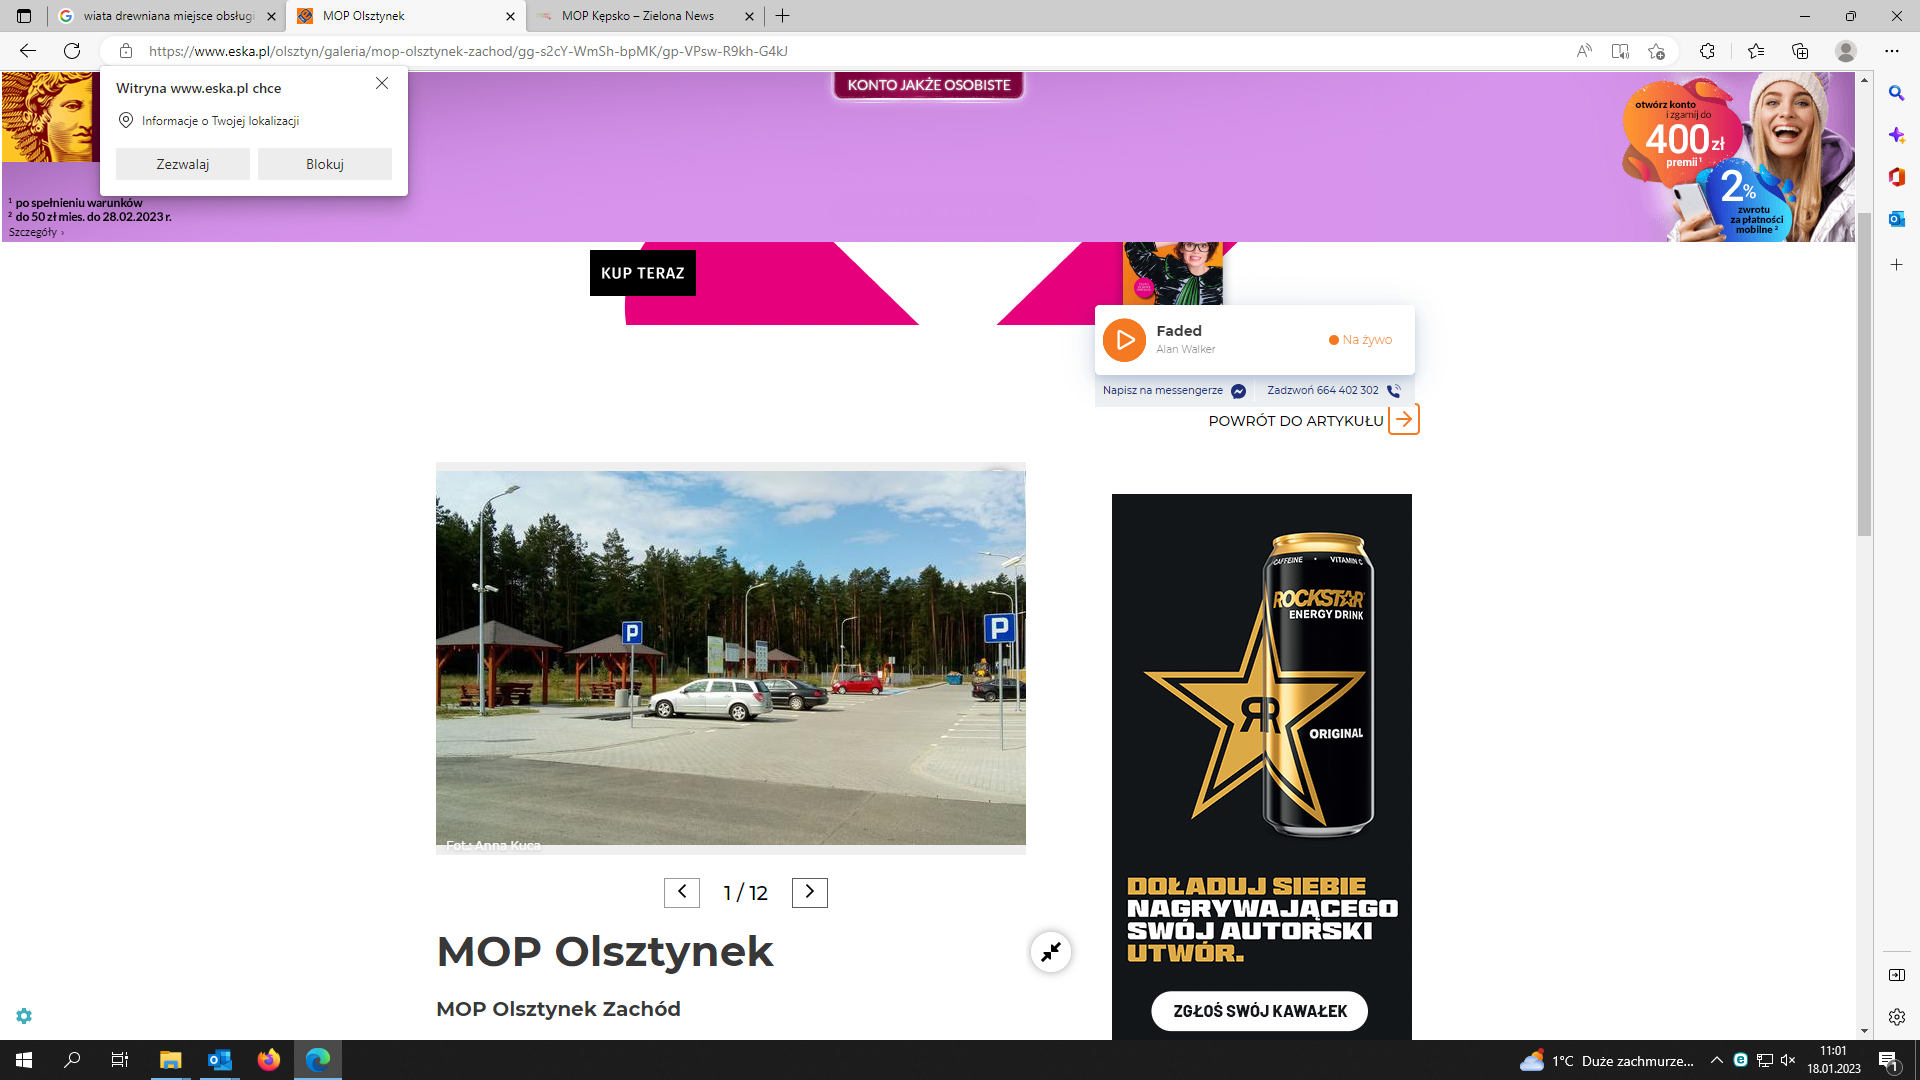 wiata drewniana miejsce obsługi
MOP Olsztynek
MOP Kępsko – Zielona News
https://www.eska.pl/olsztyn/galeria/mop-olsztynek-zachod/gg-s2cY-WmSh-bpMK/gp-VPsw-R9kh-G4kJ
Witryna www.eska.pl chce
Informacje o Twojej lokalizacji
Zezwalaj
Blokuj
KONTO JAKŻE OSOBISTE
otwórz konto
i zgarnij do
400 zł
premii ¹
2%
zwrotu
za płatności
mobilne ²
¹ po spełnieniu warunków
² do 50 zł mies. do 28.02.2023 r.
Szczegóły ›
KUP TERAZ
Faded
Alan Walker
Na żywo
Napisz na messengerze
Zadzwoń 664 402 302
POWRÓT DO ARTYKUŁU
P
P
Fot.: Anna Kuca
1 / 12
MOP Olsztynek
MOP Olsztynek Zachód
CAFFEINE • VITAMIN C
ROCKSTAR
ENERGY DRINK
ORIGINAL
DOŁADUJ SIEBIE
NAGRYWAJĄCEGO
SWÓJ AUTORSKI
UTWÓR.
ZGŁOŚ SWÓJ KAWAŁEK
1°C Duże zachmurze...
11:01
18.01.2023
1